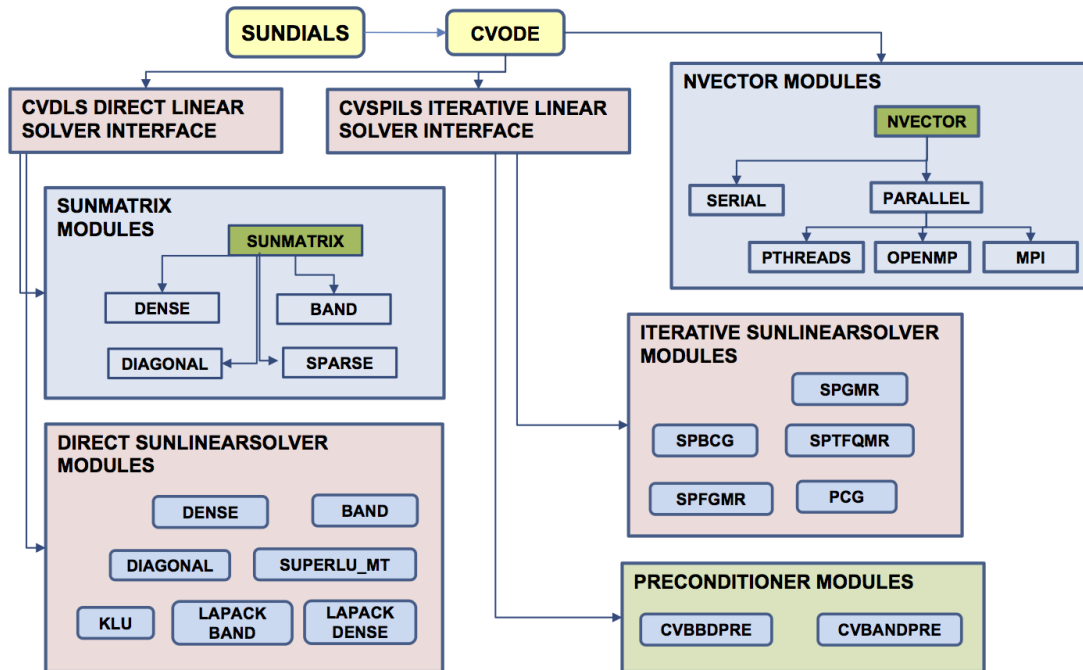 SUNDIALS
CVODE
CVDLS DIRECT LINEAR
SOLVER INTERFACE
CVSPILS ITERATIVE LINEAR
SOLVER INTERFACE
NVECTOR MODULES
NVECTOR
SERIAL
PARALLEL
PTHREADS
OPENMP
MPI
SUNMATRIX
MODULES
SUNMATRIX
DENSE
BAND
DIAGONAL
SPARSE
DIRECT SUNLINEARSOLVER
MODULES
DENSE
BAND
DIAGONAL
SUPERLU_MT
KLU
LAPACK
BAND
LAPACK
DENSE
ITERATIVE SUNLINEARSOLVER
MODULES
SPGMR
SPBCG
SPTFQMR
SPFGMR
PCG
PRECONDITIONER MODULES
CVBBDPRE
CVBANDPRE